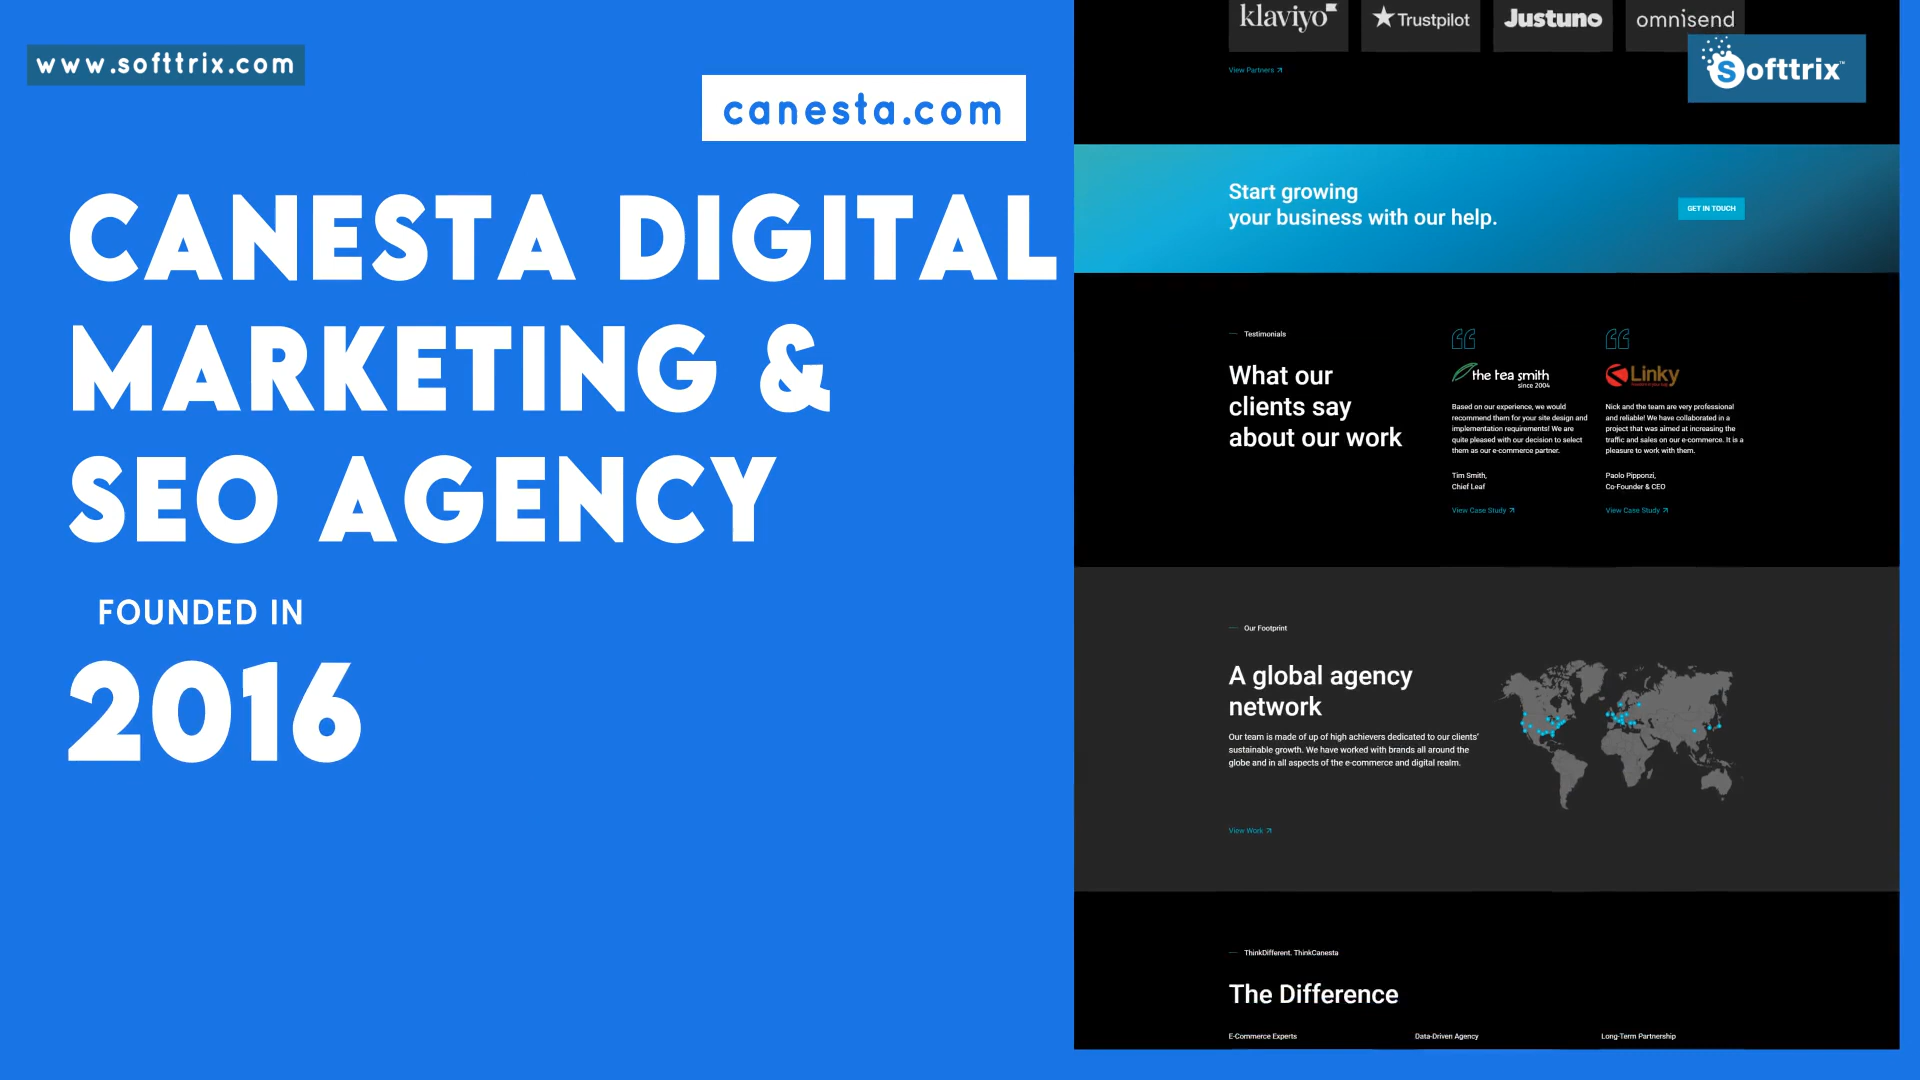 www.softtrix.com
canesta.com
CANESTA DIGITAL
MARKETING &
SEO AGENCY
FOUNDED IN
2016
klaviyo
Trustpilot
Justuno
omnisend
Softtrix™
View Partners
Start growing
your business with our help.
GET IN TOUCH
Testimonials
What our
clients say
about our work
the tea smith
since 2004
Based on our experience, we would
recommend them for your site design and
implementation requirements! We are
quite pleased with our decision to select
them as our e-commerce partner.
Tim Smith,
Chief Leaf
View Case Study
Linky
Nick and the team are very professional
and reliable! We have collaborated in a
project that was aimed at increasing the
traffic and sales on our e-commerce. It is a
pleasure to work with them.
Paolo Pipponzi,
Co-Founder & CEO
View Case Study
Our Footprint
A global agency
network
Our team is made of up of high achievers dedicated to our clients'
sustainable growth. We have worked with brands all around the
globe and in all aspects of the e-commerce and digital realm.
View Work
ThinkDifferent. ThinkCanesta
The Difference
E-Commerce Experts
Data-Driven Agency
Long-Term Partnership